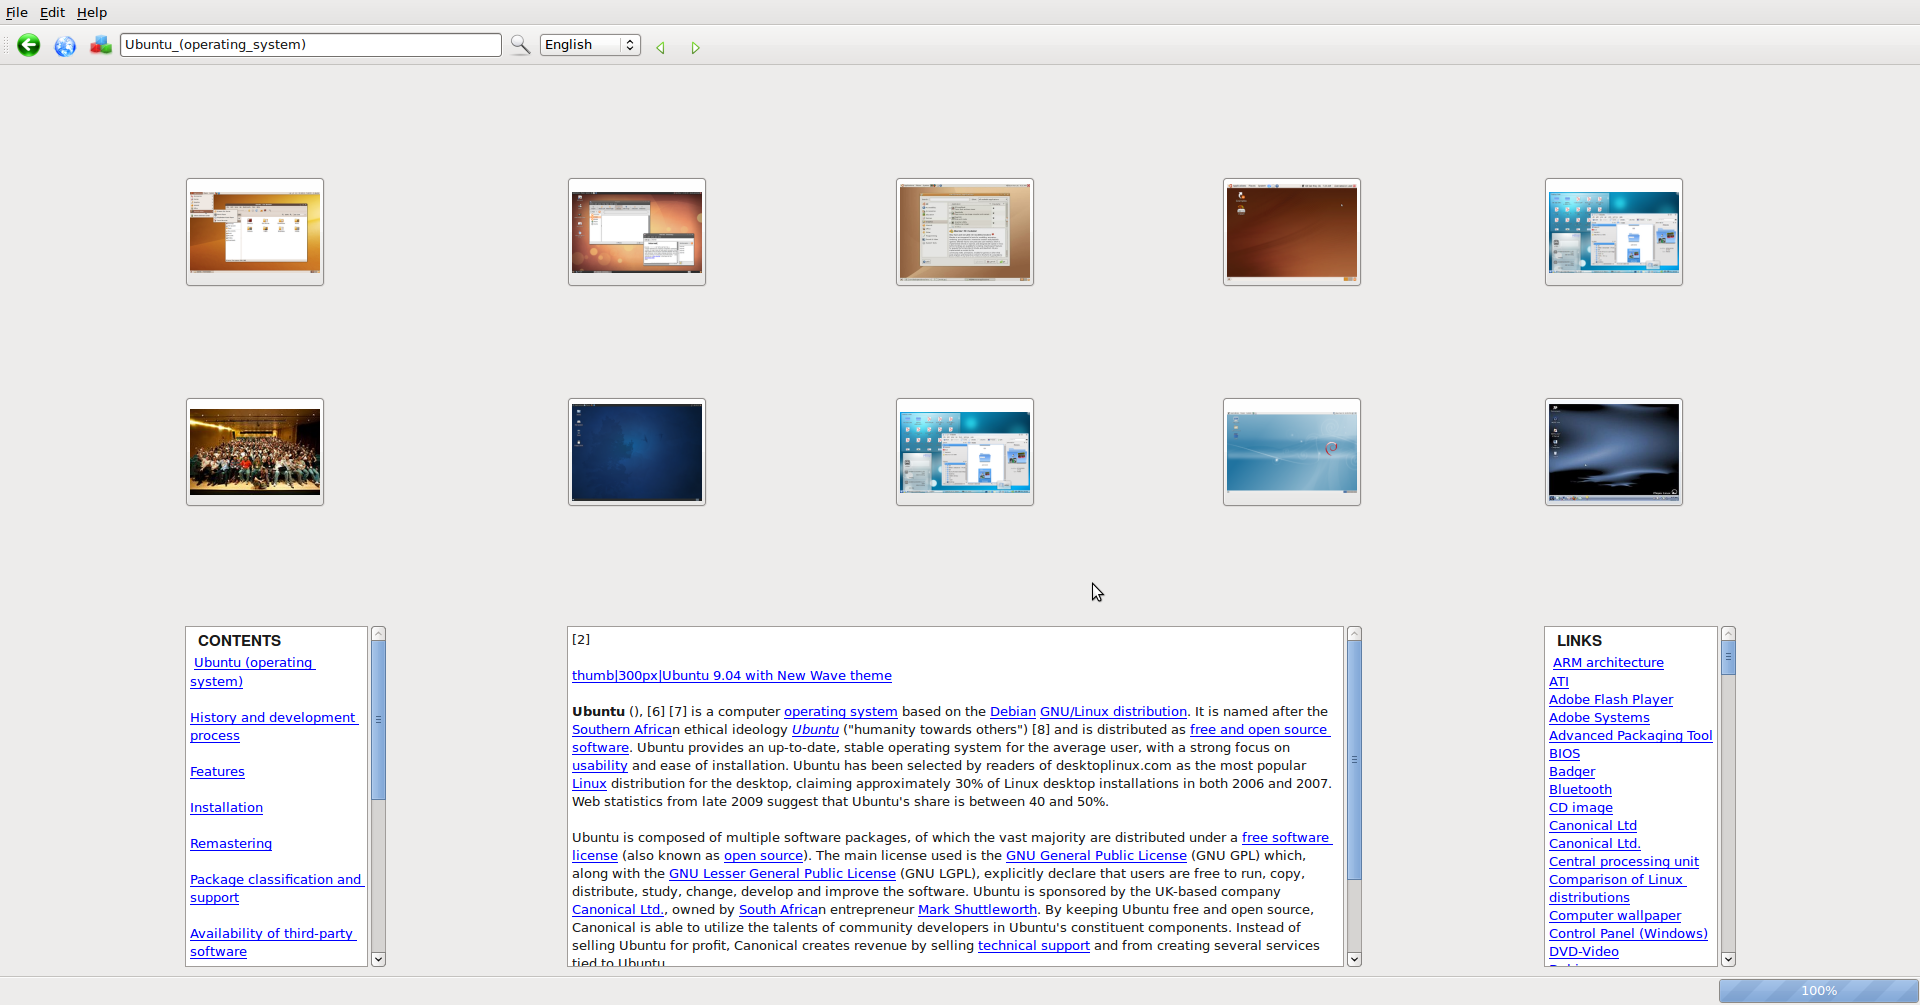 File Edit Help
Ubuntu_(operating_system) English
CONTENTS
Ubuntu (operating
system)
History and development
process
Features
Installation
Remastering
Package classification and
support
Availability of third-party
software
[2]
thumb|300px|Ubuntu 9.04 with New Wave theme
Ubuntu (), [6] [7] is a computer operating system based on the Debian GNU/Linux distribution. It is named after the
Southern African ethical ideology Ubuntu ("humanity towards others") [8] and is distributed as free and open source
software. Ubuntu provides an up-to-date, stable operating system for the average user, with a strong focus on
usability and ease of installation. Ubuntu has been selected by readers of desktoplinux.com as the most popular
Linux distribution for the desktop, claiming approximately 30% of Linux desktop installations in both 2006 and 2007.
Web statistics from late 2009 suggest that Ubuntu's share is between 40 and 50%.
Ubuntu is composed of multiple software packages, of which the vast majority are distributed under a free software
license (also known as open source). The main license used is the GNU General Public License (GNU GPL) which,
along with the GNU Lesser General Public License (GNU LGPL), explicitly declare that users are free to run, copy,
distribute, study, change, develop and improve the software. Ubuntu is sponsored by the UK-based company
Canonical Ltd., owned by South African entrepreneur Mark Shuttleworth. By keeping Ubuntu free and open source,
Canonical is able to utilize the talents of community developers in Ubuntu's constituent components. Instead of
selling Ubuntu for profit, Canonical creates revenue by selling technical support and from creating several services
tied to Ubuntu.
LINKS
ARM architecture
ATI
Adobe Flash Player
Adobe Systems
Advanced Packaging Tool
BIOS
Badger
Bluetooth
CD image
Canonical Ltd
Canonical Ltd.
Central processing unit
Comparison of Linux
distributions
Computer wallpaper
Control Panel (Windows)
DVD-Video
100%